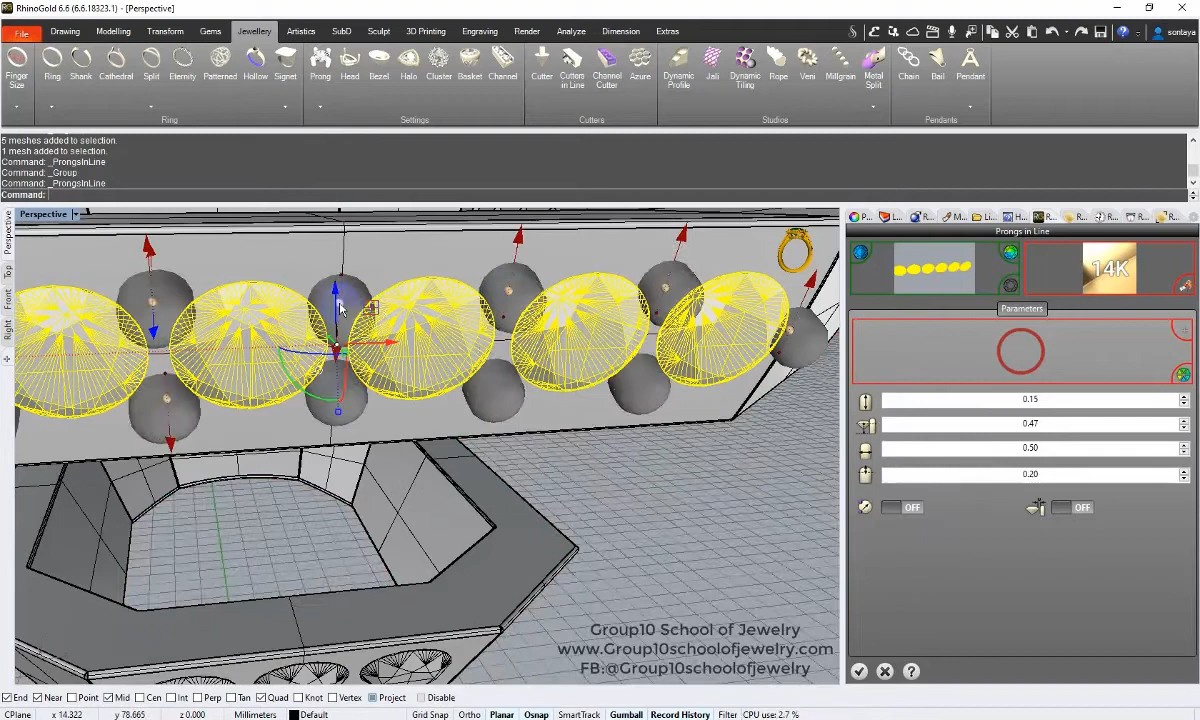 RG RhinoGold 6.6 (6.6.18323.1) - [Perspective]
File Drawing Modelling Transform Gems Jewellery Artistics SubD Sculpt 3D Printing Engraving Render Analyze Dimension Extras sontaya
Finger Size Ring Shank Cathedral Split Eternity Patterned Hollow Signet Prong Head Bezel Halo Cluster Basket Channel Cutter Cutters in Line Channel Cutter Azure Dynamic Profile Jali Dynamic Tiling Rope Veni Millgrain Metal Split Chain Bail Pendant
Ring Settings Cutters Studios Pendants
5 meshes added to selection.
1 mesh added to selection.
Command: _ProngsInLine
Command: _Group
Command: _ProngsInLine
Command:
Perspective
Perspective
Top
Front
Right
P... L... R... M... Li... H... R... R... R... R... R...
Prongs in Line
14K
Parameters
0.15
0.47
0.50
0.20
OFF OFF
Group10 School of Jewelry
www.Group10schoolofjewelry.com
FB:@Group10schoolofjewelry
End Near Point Mid Cen Int Perp Tan Quad Knot Vertex Project Disable
CPlane x 14.322 y 78.665 z 0.000 Millimeters Default Grid Snap Ortho Planar Osnap SmartTrack Gumball Record History Filter CPU use: 2.7 %